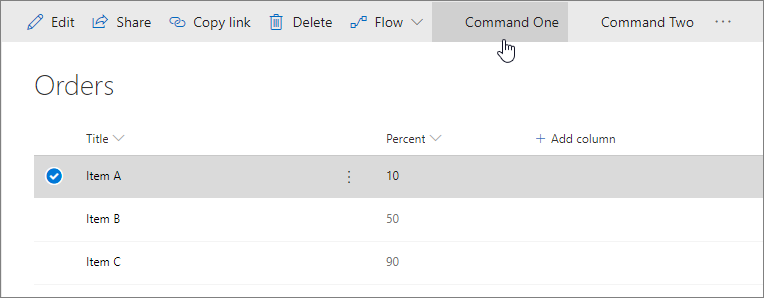 Edit Share Copy link Delete Flow Command One Command Two ...
Orders
Title Percent + Add column
Item A 10
Item B 50
Item C 90